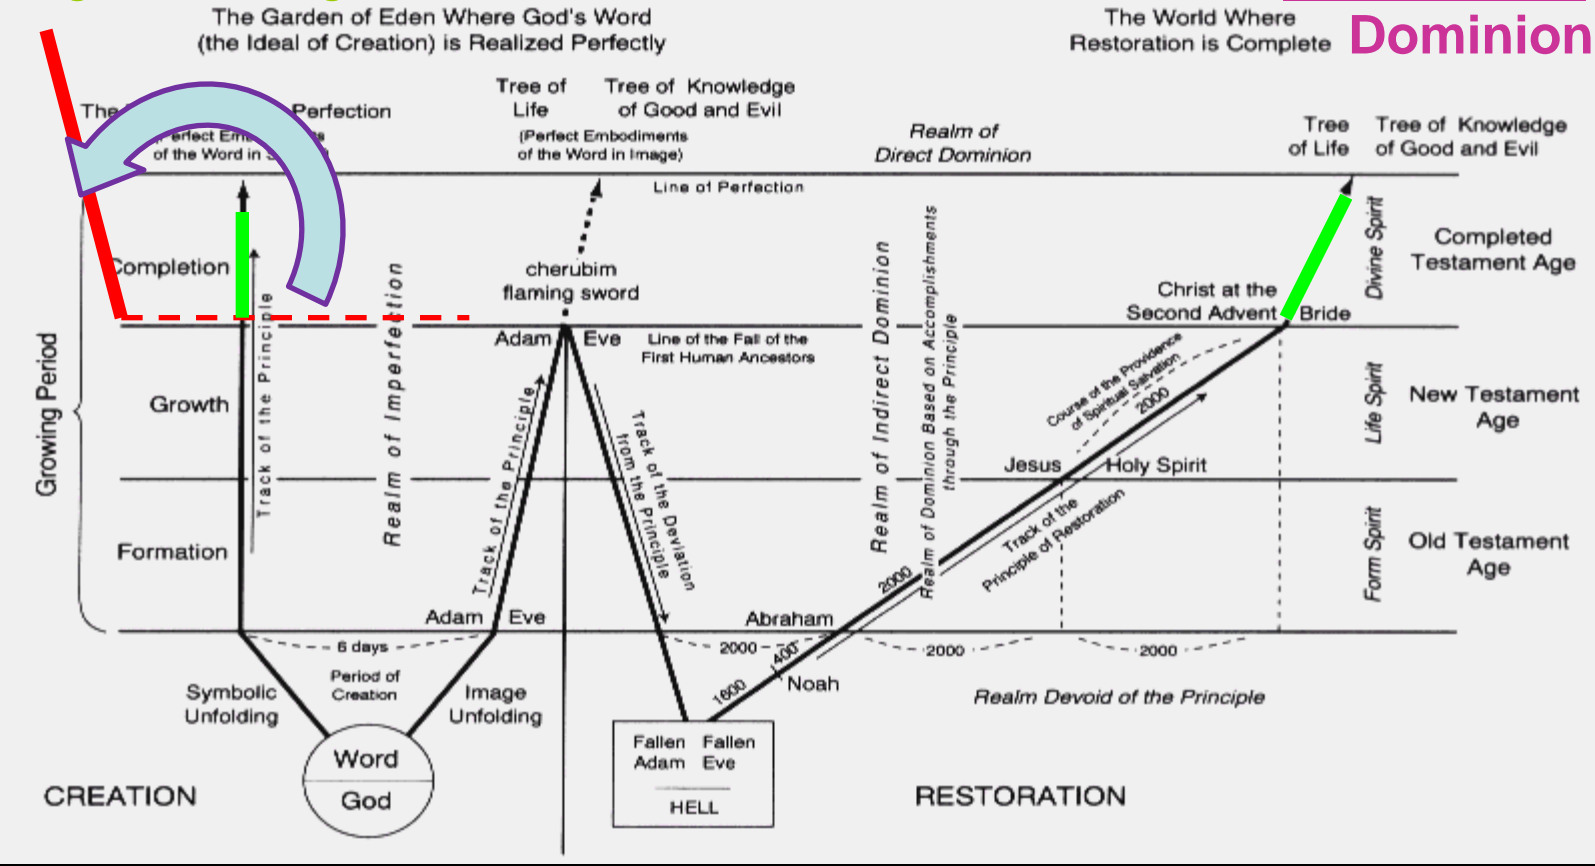 The Garden of Eden Where God's Word
(the Ideal of Creation) is Realized Perfectly
The World Where
Restoration is Complete
Dominion
The
Perfection
of the Word in
Tree of
Life
Tree of Knowledge
of Good and Evil
(Perfect Embodiments
of the Word in Image)
Realm of
Direct Dominion
Tree
of Life
Tree of Knowledge
of Good and Evil
Line of Perfection
Growing Period
Completion
Growth
Formation
Track of the Principle
Realm of Imperfection
cherubim
flaming sword
Adam
Eve
Line of the Fall of the
First Human Ancestors
Track of the Principle
Track of the Deviation
from the Principle
Adam
Eve
Realm of Indirect Dominion
Realm of Dominion Based on Accomplishments
through the Principle
Christ at the
Second Advent
Bride
Course of the Providence
of Spiritual Salvation
2000
Jesus
Holy Spirit
Track of the
Principle of Restoration
2000
Divine Spirit
Life Spirit
Form Spirit
Completed
Testament Age
New Testament
Age
Old Testament
Age
6 days
Period of
Creation
Symbolic
Unfolding
Image
Unfolding
Word
God
Abraham
2000
400
1600
Noah
2000
2000
Realm Devoid of the Principle
Fallen Fallen
Adam Eve
HELL
CREATION
RESTORATION